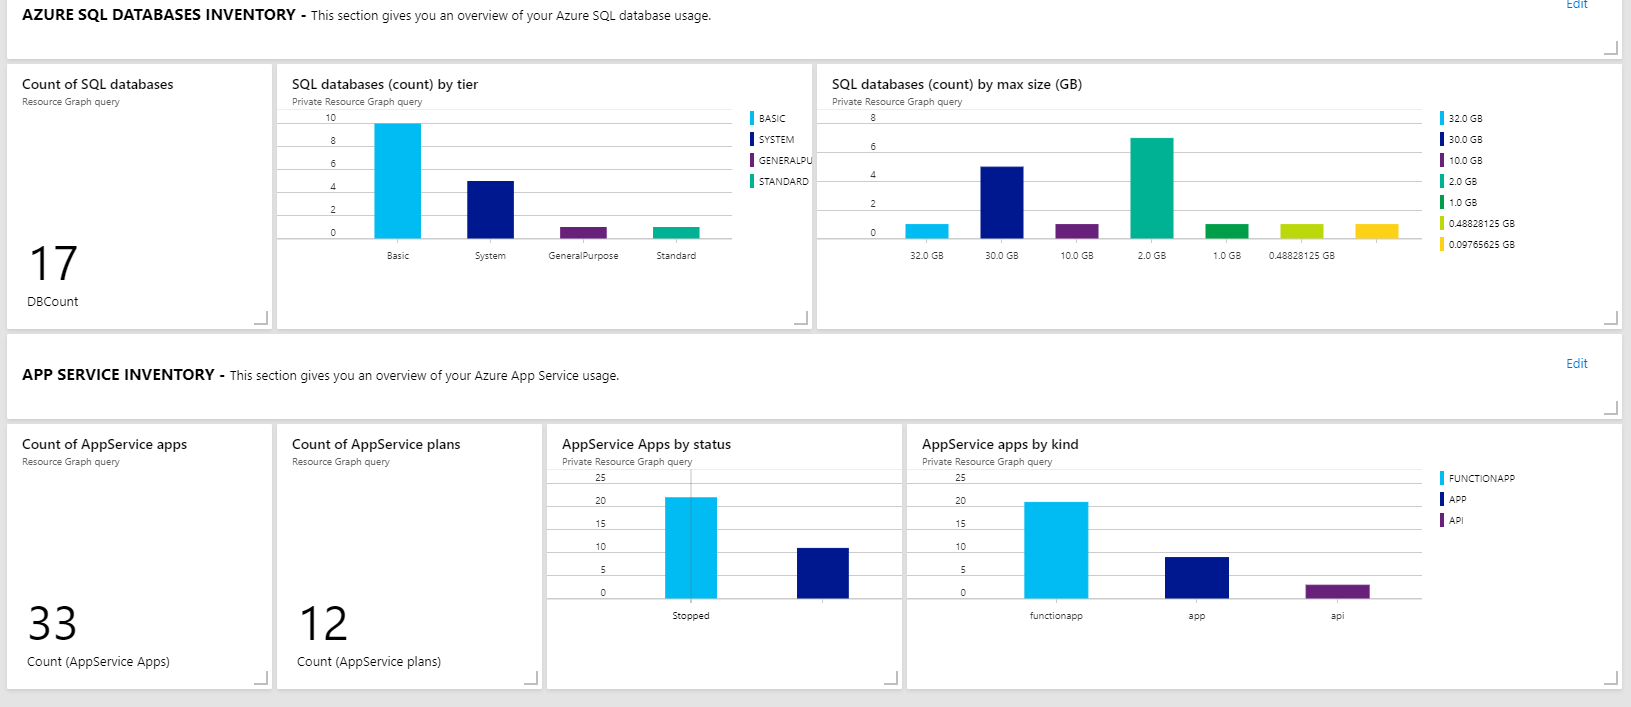 AZURE SQL DATABASES INVENTORY - This section gives you an overview of your Azure SQL database usage.
Edit
Count of SQL databases
Resource Graph query
17
DBCount
SQL databases (count) by tier
Private Resource Graph query
10
8
6
4
2
0
Basic
System
GeneralPurpose
Standard
BASIC
SYSTEM
GENERALPU
STANDARD
SQL databases (count) by max size (GB)
Private Resource Graph query
8
6
4
2
0
32.0 GB
30.0 GB
10.0 GB
2.0 GB
1.0 GB
0.48828125 GB
32.0 GB
30.0 GB
10.0 GB
2.0 GB
1.0 GB
0.48828125 GB
0.09765625 GB
APP SERVICE INVENTORY - This section gives you an overview of your Azure App Service usage.
Edit
Count of AppService apps
Resource Graph query
33
Count (AppService Apps)
Count of AppService plans
Resource Graph query
12
Count (AppService plans)
AppService Apps by status
Private Resource Graph query
25
20
15
10
5
0
Stopped
AppService apps by kind
Private Resource Graph query
25
20
15
10
5
0
functionapp
app
api
FUNCTIONAPP
APP
API